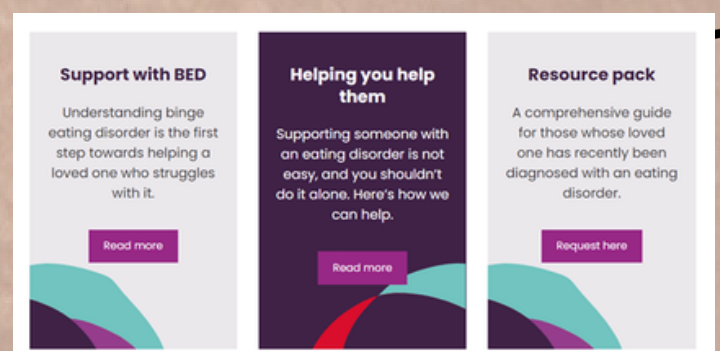 Support with BED
Understanding binge
eating disorder is the first
step towards helping a
loved one who struggles
with it.
Read more
Helping you help
them
Supporting someone with
an eating disorder is not
easy, and you shouldn't
do it alone. Here's how we
can help.
Read more
Resource pack
A comprehensive guide
for those whose loved
one has recently been
diagnosed with an eating
disorder.
Request here